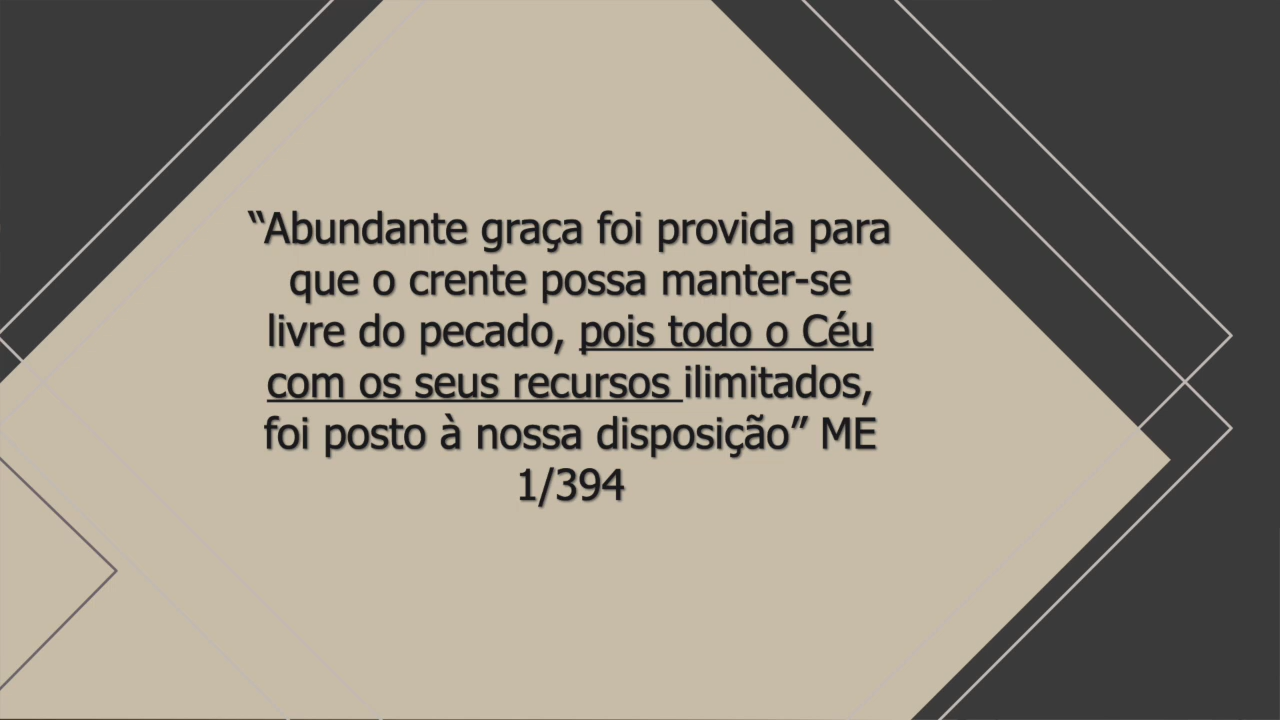 “Abundante graça foi provida para
que o crente possa manter-se
livre do pecado, pois todo o Céu
com os seus recursos ilimitados,
foi posto à nossa disposição” ME
1/394